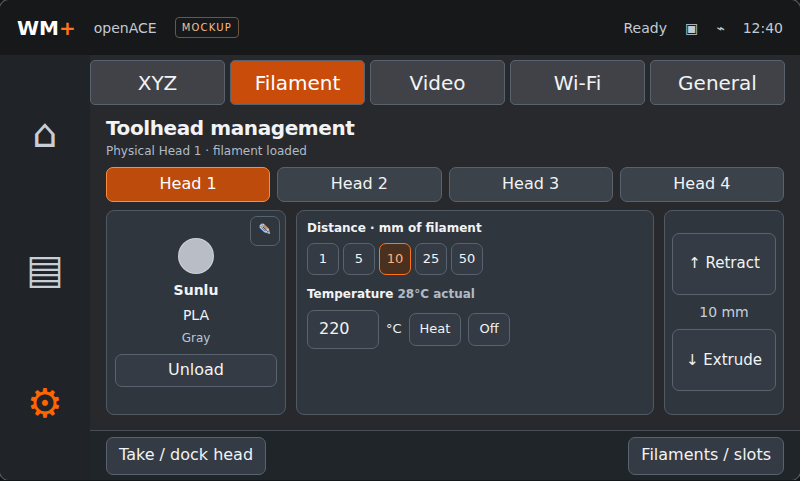 WM+ openACE MOCKUP Ready 12:40
XYZ Filament Video Wi-Fi General
Toolhead management
Physical Head 1 · filament loaded
Head 1 Head 2 Head 3 Head 4
Sunlu
PLA
Gray
Unload
Distance · mm of filament
1 5 10 25 50
Temperature 28°C actual
220 °C Heat Off
↑ Retract
10 mm
↓ Extrude
Take / dock head Filaments / slots